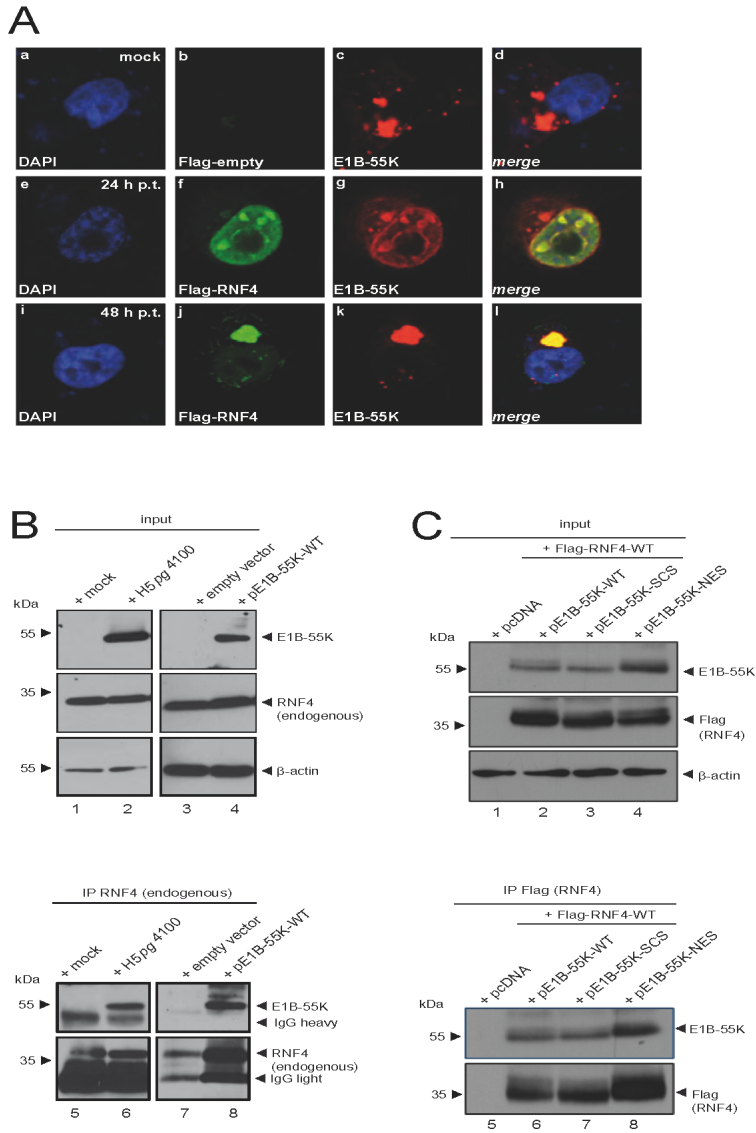 A
a mock b c d
DAPI Flag-empty E1B-55K merge
e 24 h p.t. f g h
DAPI Flag-RNF4 E1B-55K merge
i 48 h p.t. j k l
DAPI Flag-RNF4 E1B-55K merge
B
input
+ mock
+ H5pg 4100
+ empty vector
+ pE1B-55K-WT
kDa
55
E1B-55K
35
RNF4
(endogenous)
55
β-actin
1 2 3 4
IP RNF4 (endogenous)
+ mock
+ H5pg 4100
+ empty vector
+ pE1B-55K-WT
kDa
55
E1B-55K
IgG heavy
35
RNF4
(endogenous)
IgG light
5 6 7 8
C
input
+ Flag-RNF4-WT
+ pcDNA
+ pE1B-55K-WT
+ pE1B-55K-SCS
+ pE1B-55K-NES
kDa
55
E1B-55K
35
Flag
(RNF4)
β-actin
1 2 3 4
IP Flag (RNF4)
+ Flag-RNF4-WT
+ pcDNA
+ pE1B-55K-WT
+ pE1B-55K-SCS
+ pE1B-55K-NES
kDa
55
E1B-55K
35
Flag
(RNF4)
5 6 7 8